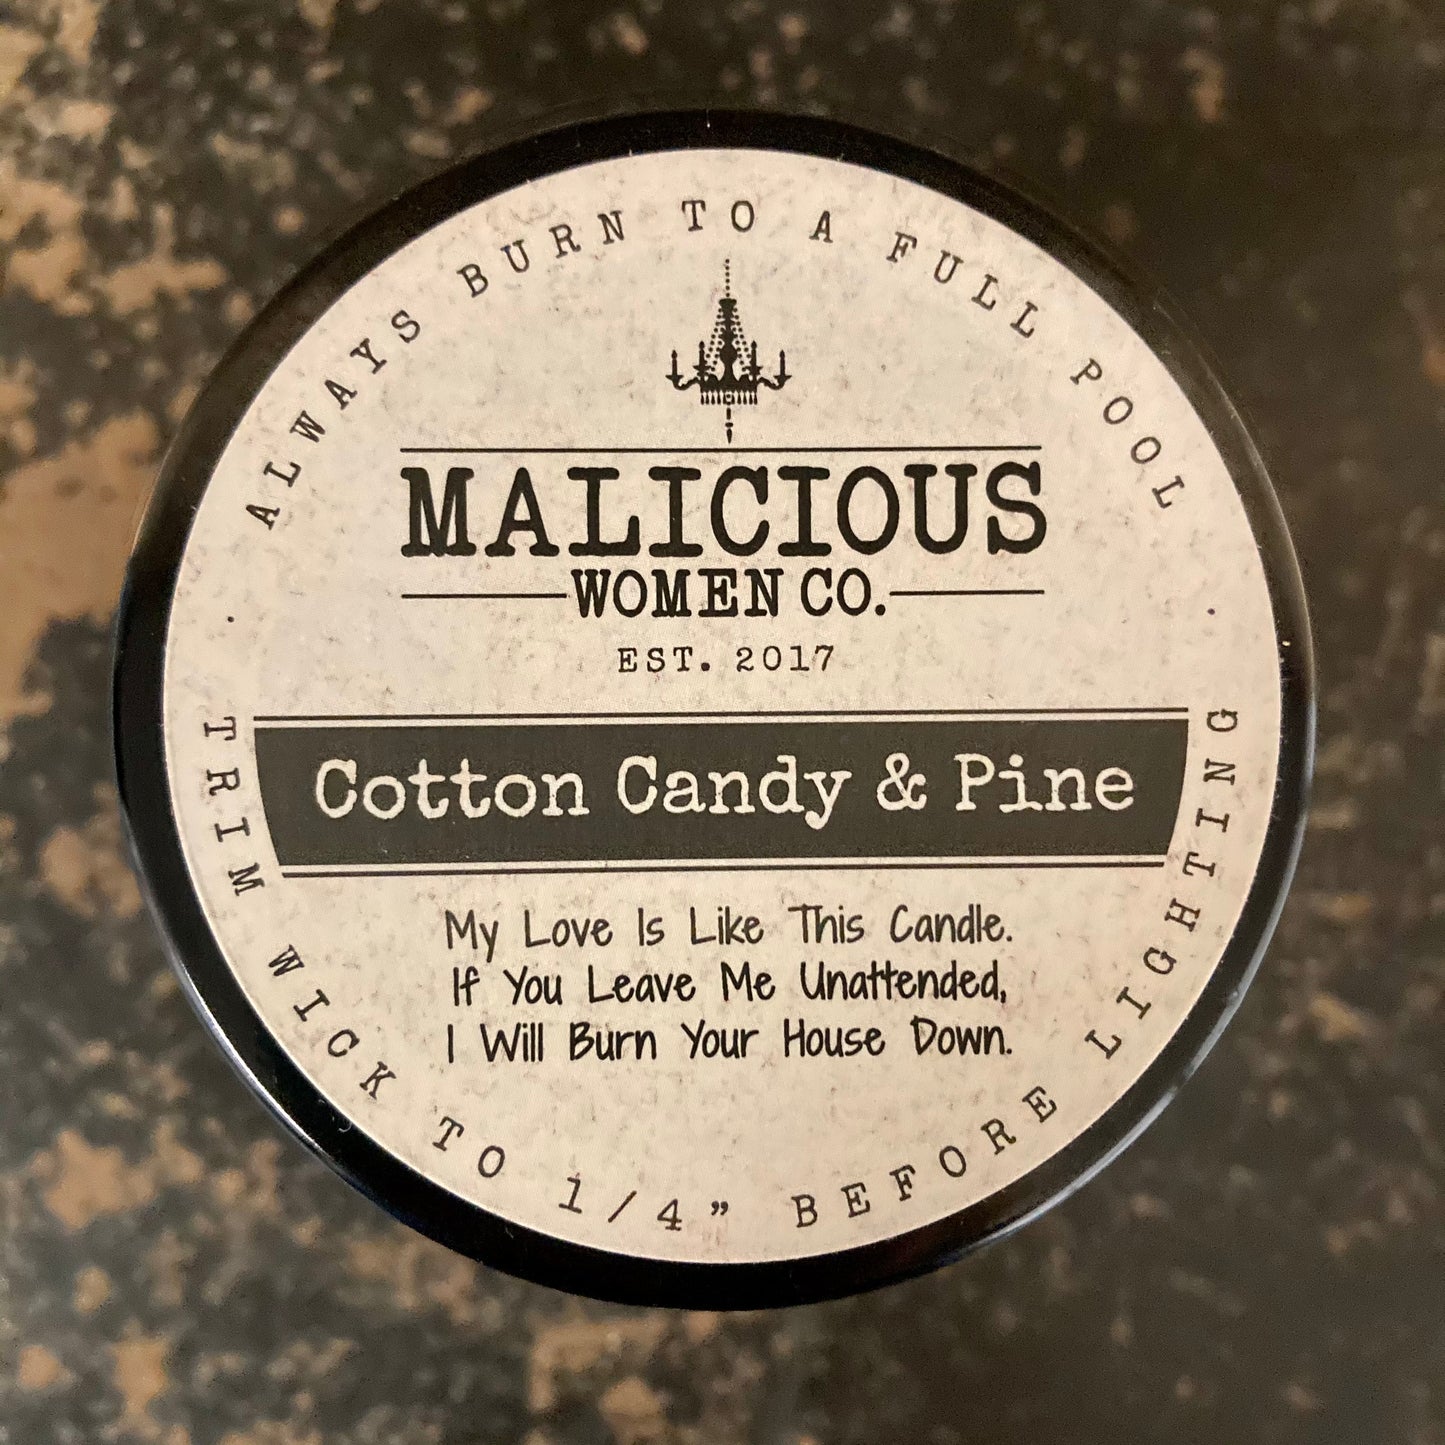 ALWAYS BURN TO A FULL POOL
MALICIOUS
WOMEN CO.
EST. 2017
Cotton Candy & Pine
My Love Is Like This Candle.
If You Leave Me Unattended,
I Will Burn Your House Down.
TRIM WICK TO 1/4” BEFORE LIGHTING